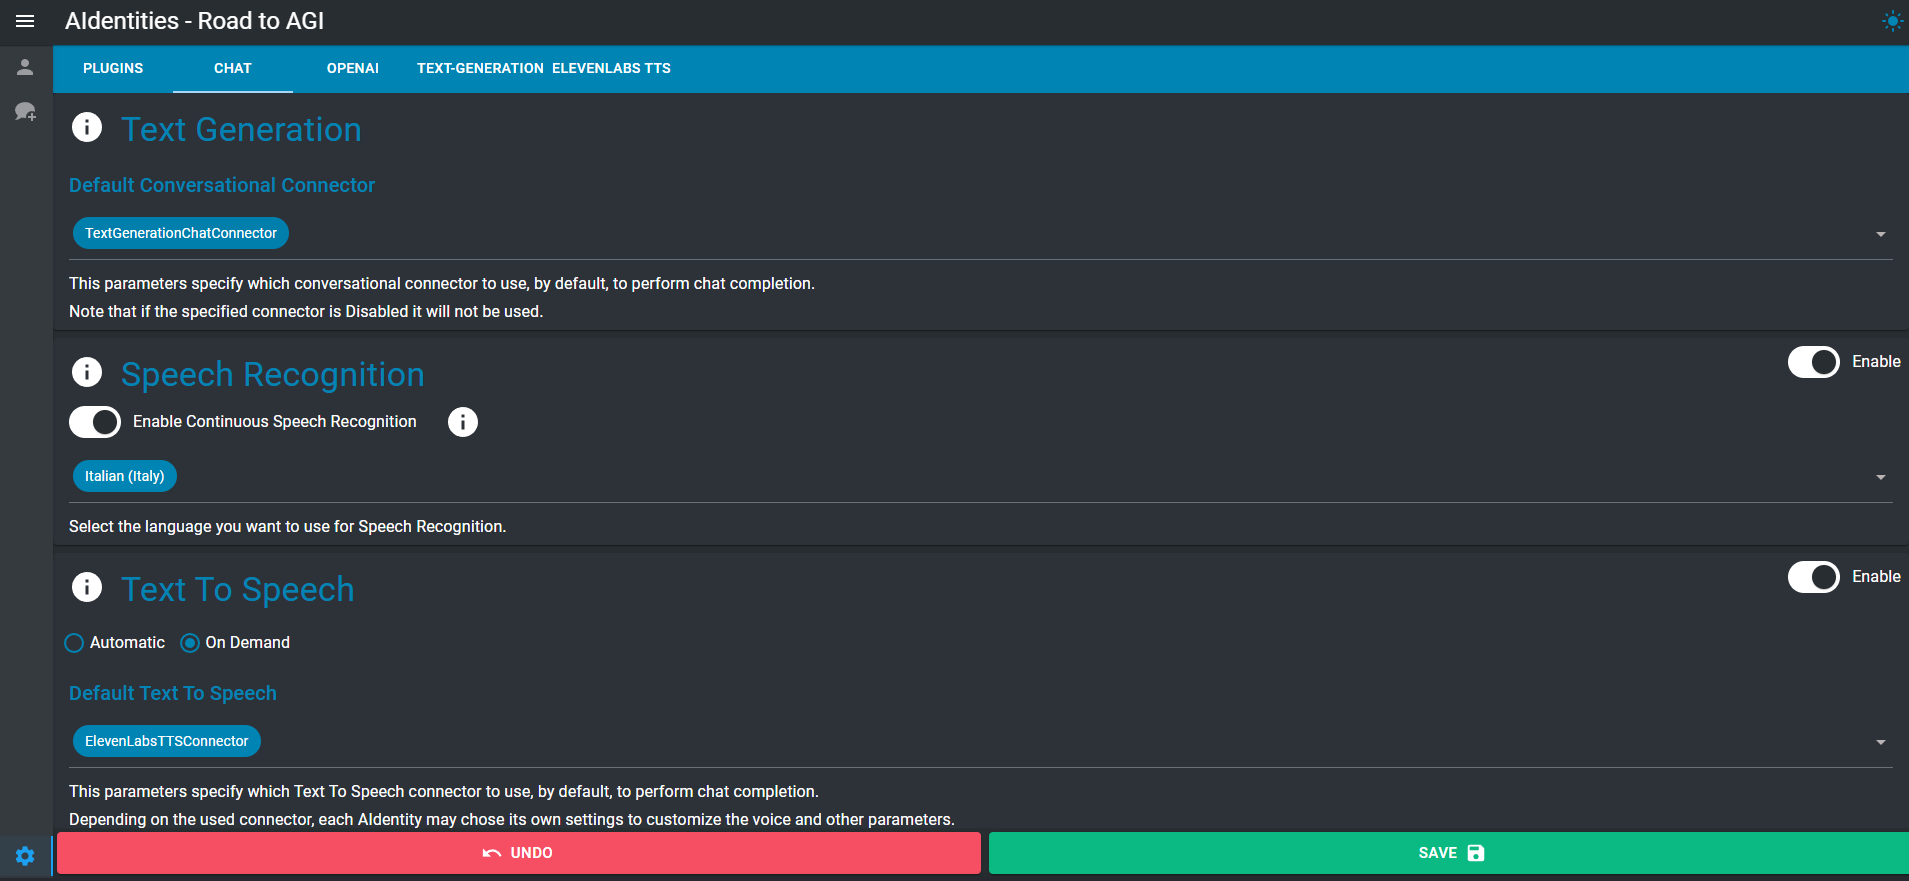 AIdentities - Road to AGI
PLUGINS CHAT OPENAI TEXT-GENERATION ELEVENLABS TTS
Text Generation
Default Conversational Connector
TextGenerationChatConnector
This parameters specify which conversational connector to use, by default, to perform chat completion.
Note that if the specified connector is Disabled it will not be used.
Speech Recognition
Enable
Enable Continuous Speech Recognition
Italian (Italy)
Select the language you want to use for Speech Recognition.
Text To Speech
Enable
Automatic On Demand
Default Text To Speech
ElevenLabsTTSConnector
This parameters specify which Text To Speech connector to use, by default, to perform chat completion.
Depending on the used connector, each AIdentity may chose its own settings to customize the voice and other parameters.
UNDO SAVE